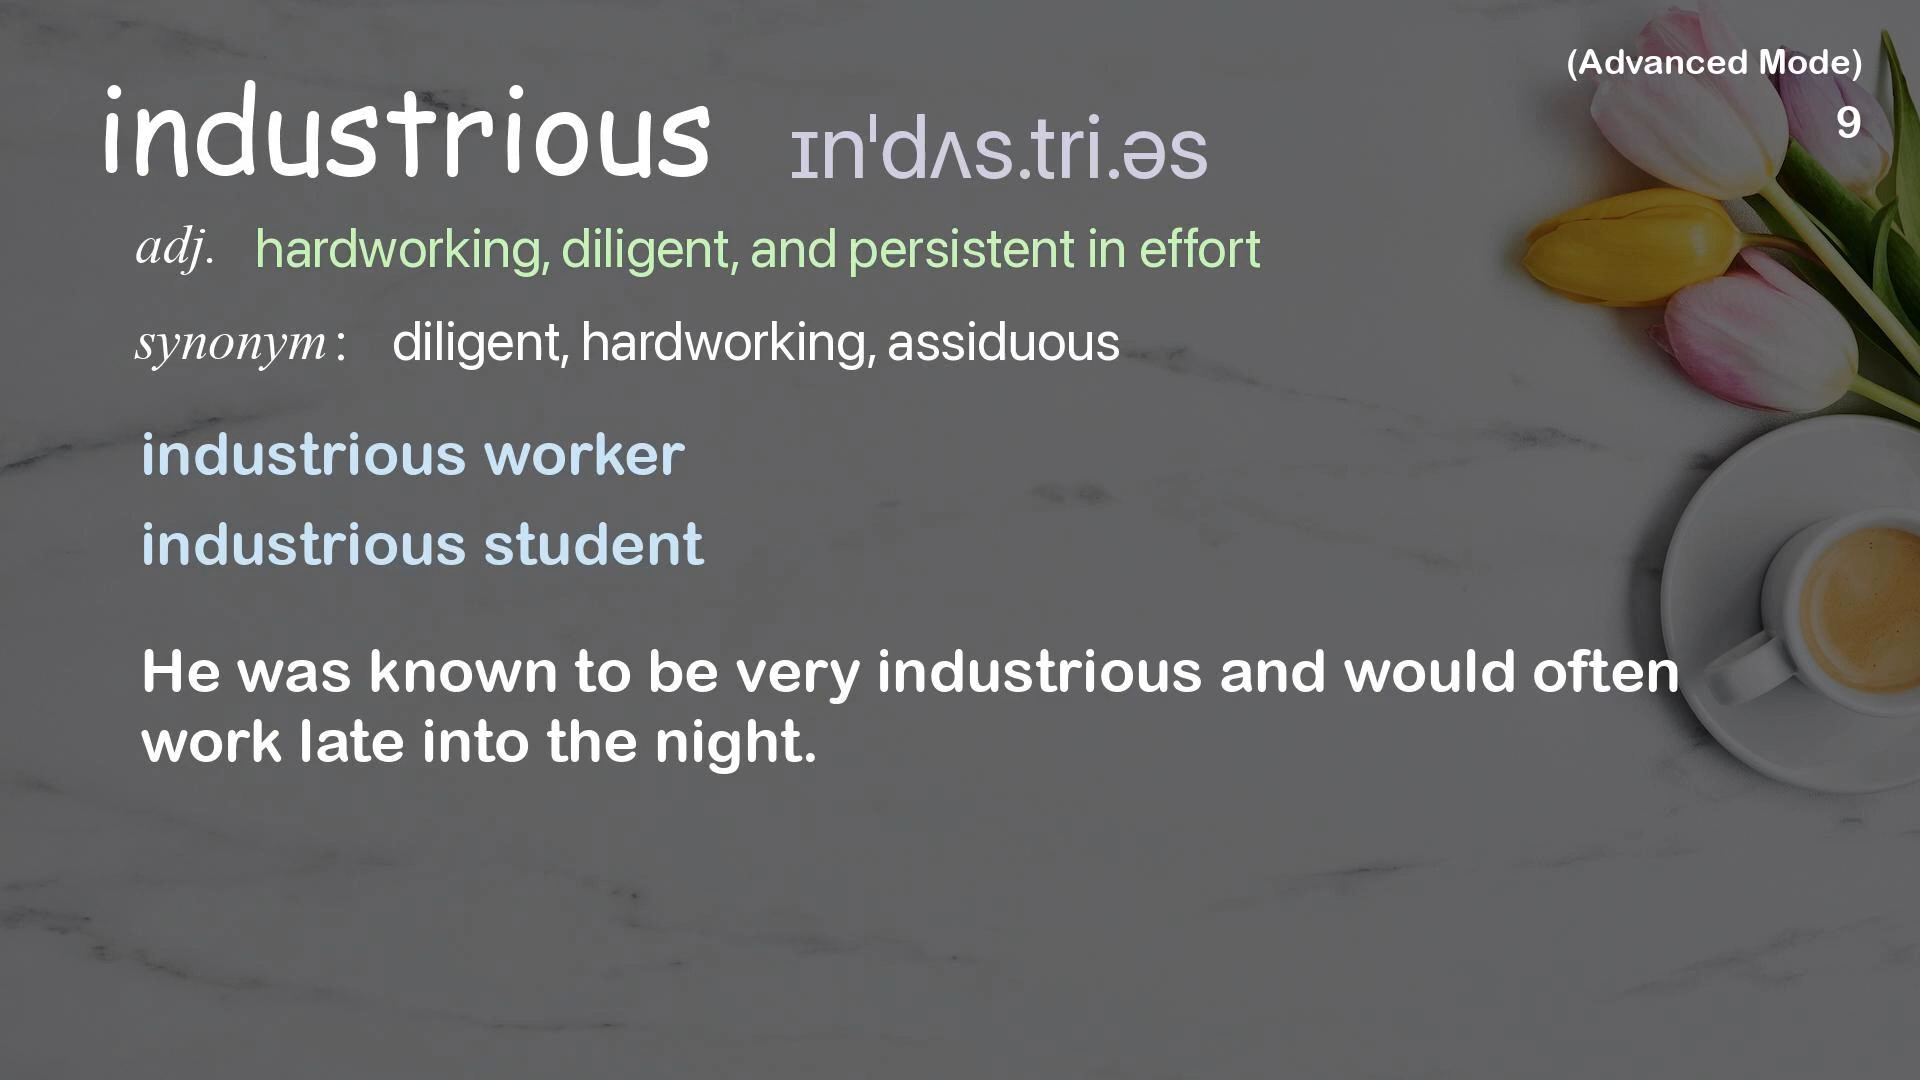 (Advanced Mode)
9
industrious ɪnˈdʌs.tri.əs
adj. hardworking, diligent, and persistent in effort
synonym : diligent, hardworking, assiduous
industrious worker
industrious student
He was known to be very industrious and would often
work late into the night.